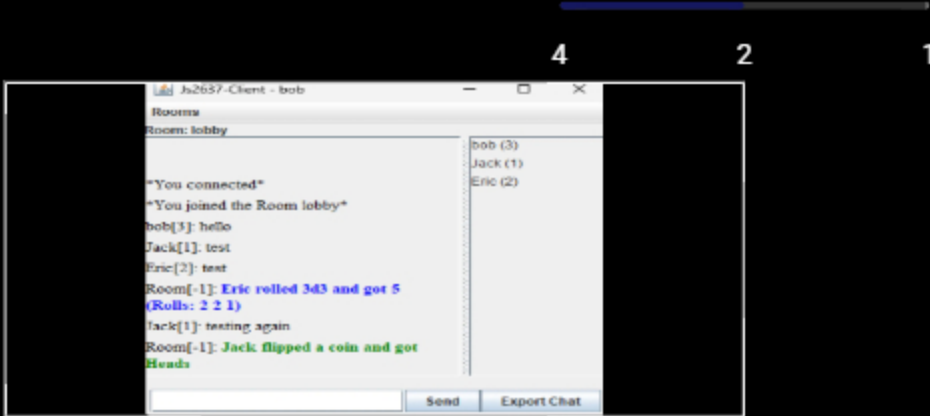 4 2 1
Js2637-Client - bob
Rooms
Room: lobby
bob (3)
Jack (1)
Eric (2)
*You connected*
*You joined the Room lobby*
bob[3]: hello
Jack[1]: test
Eric[2]: test
Room[-1]: Eric rolled 3d3 and got 5
(Rolls: 2 2 1)
Jack[1]: testing again
Room[-1]: Jack flipped a coin and got
Heads
Send Export Chat